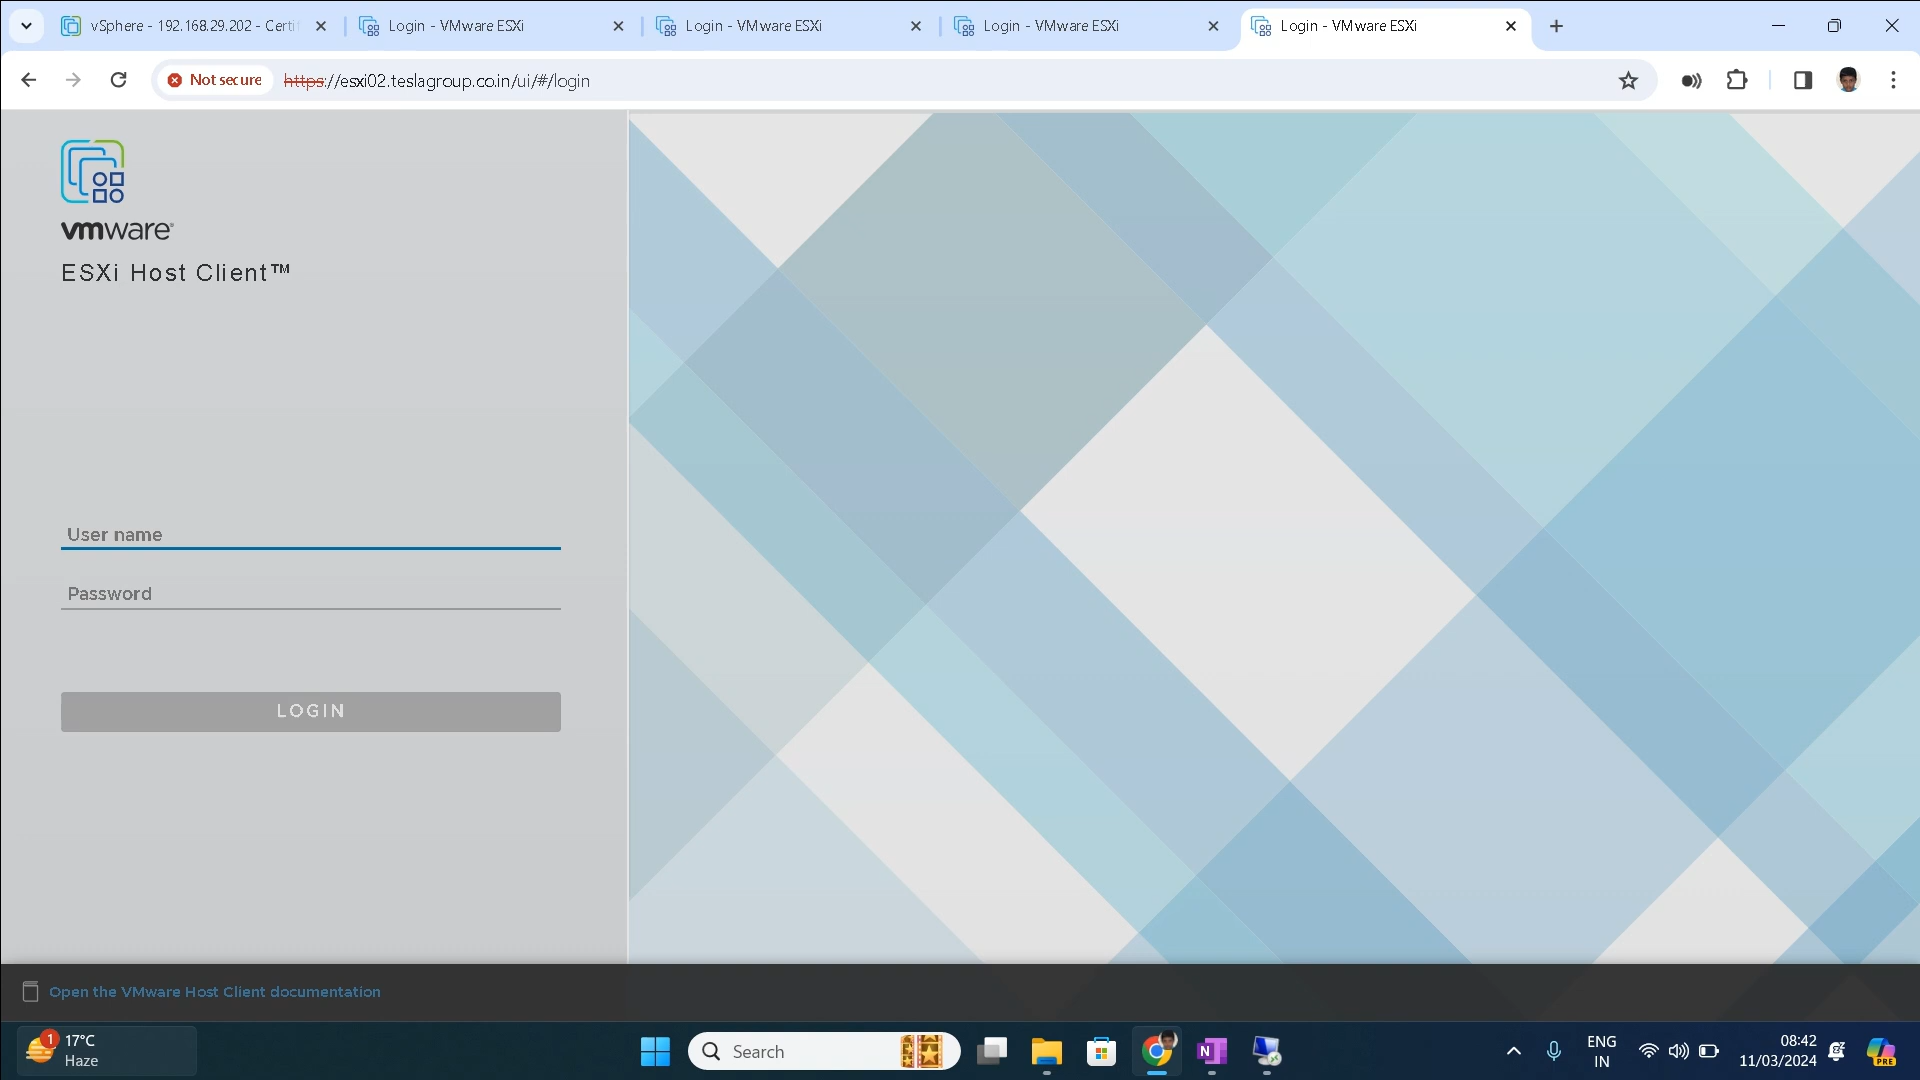 vSphere - 192.168.29.202 - Certi
Login - VMware ESXi
Login - VMware ESXi
Login - VMware ESXi
Login - VMware ESXi
Not secure
https://esxi02.teslagroup.co.in/ui/#/login
vmware
ESXi Host Client™
User name
Password
LOGIN
Open the VMware Host Client documentation
1
17°C
Haze
Search
N
ENG
IN
08:42
11/03/2024
PRE